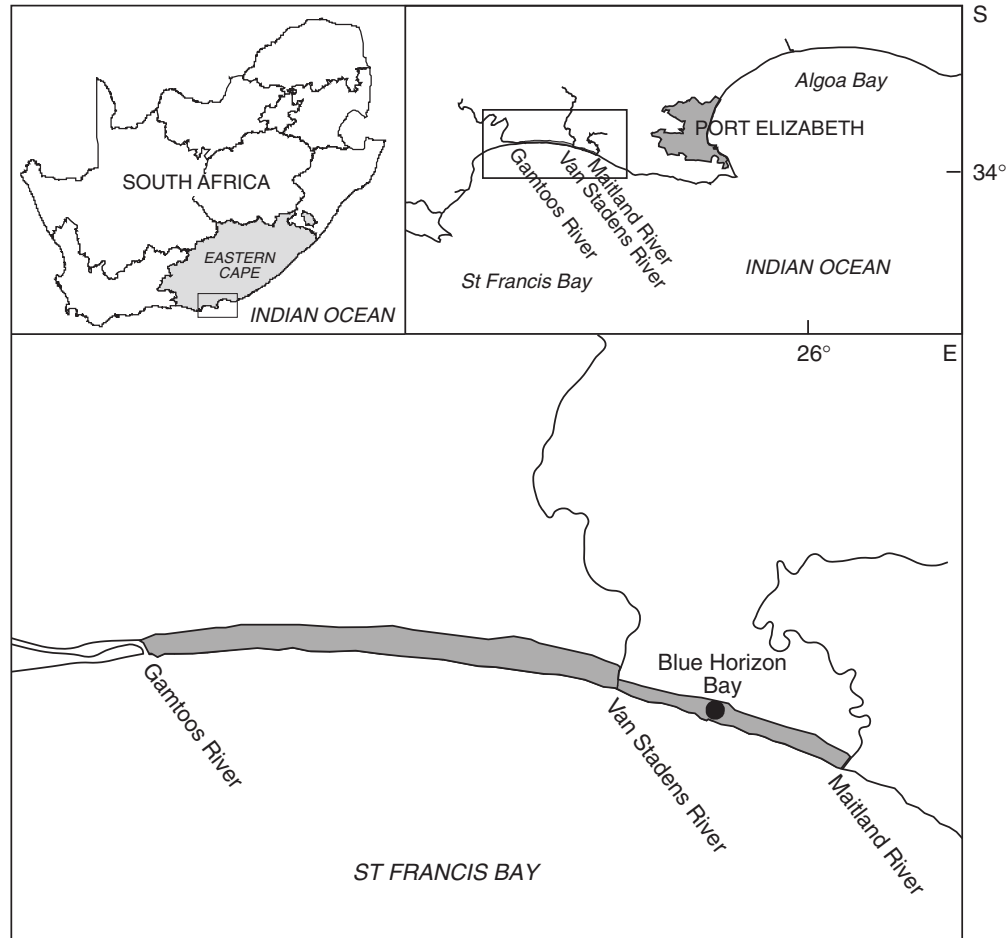 SOUTH AFRICA
EASTERN
CAPE
INDIAN OCEAN
S
Algoa Bay
PORT ELIZABETH
34°
Gamtoos River
Van Stadens River
Maitland River
St Francis Bay
INDIAN OCEAN
26°
E
Blue Horizon
Bay
Gamtoos River
Van Stadens River
Maitland River
ST FRANCIS BAY